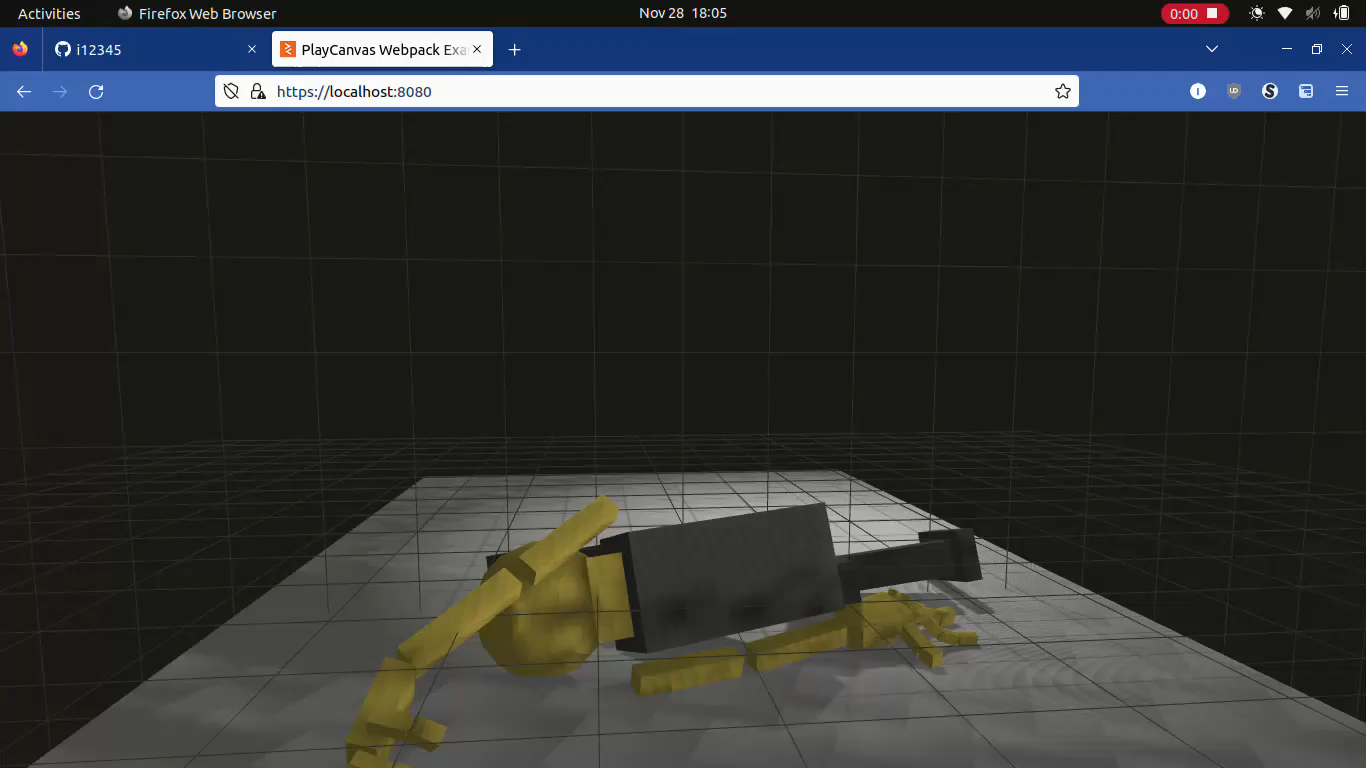 Activities Firefox Web Browser Nov 28 18:05 0:00
i12345 PlayCanvas Webpack Exa
https://localhost:8080